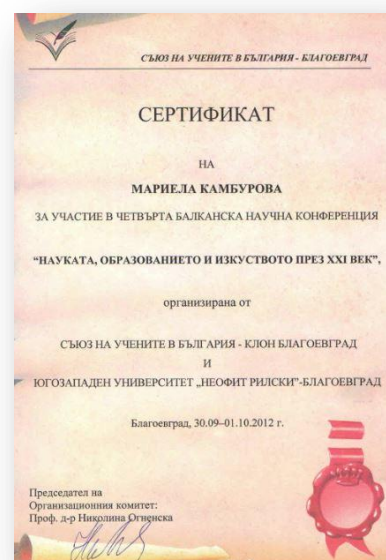 СЪЮЗ НА УЧЕНИТЕ В БЪЛГАРИЯ - БЛАГОЕВГРАД
СЕРТИФИКАТ
НА
МАРИЕЛА КАМБУРОВА
ЗА УЧАСТИЕ В ЧЕТВЪРТА БАЛКАНСКА НАУЧНА КОНФЕРЕНЦИЯ
“НАУКАТА, ОБРАЗОВАНИЕТО И ИЗКУСТВОТО ПРЕЗ XXI ВЕК”,
организирана от
СЪЮЗ НА УЧЕНИТЕ В БЪЛГАРИЯ - КЛОН БЛАГОЕВГРАД
И
ЮГОЗАПАДЕН УНИВЕРСИТЕТ „НЕОФИТ РИЛСКИ”-БЛАГОЕВГРАД
Благоевград, 30.09–01.10.2012 г.
Председател на
Организационния комитет:
Проф. д-р Николина Огненска